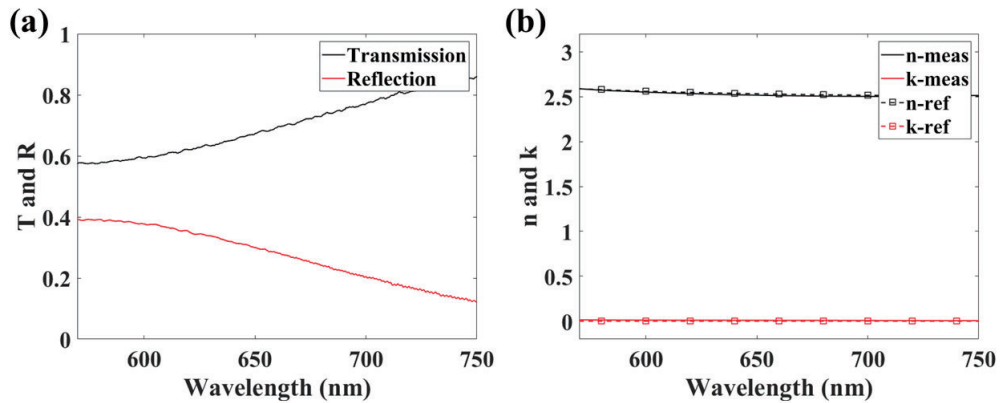 (a)
T and R
1
0.8
0.6
0.4
0.2
0
Transmission
Reflection
600
650
700
750
Wavelength (nm)
(b)
n and k
3
2.5
2
1.5
1
0.5
0
n-meas
k-meas
n-ref
k-ref
600
650
700
750
Wavelength (nm)